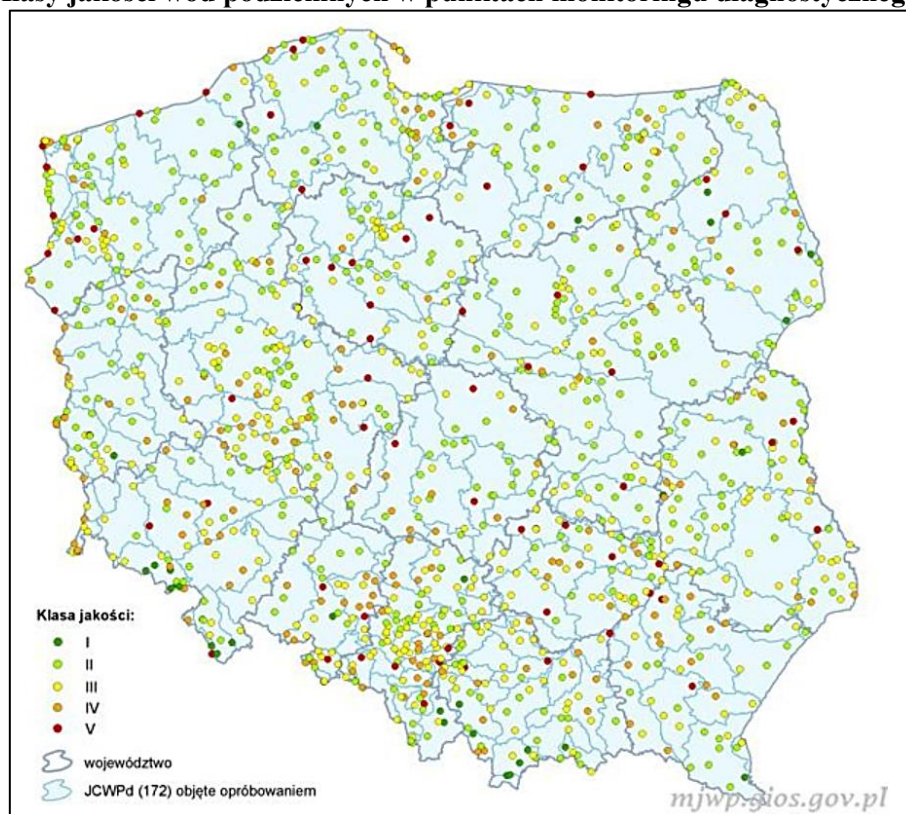 klasy jakości wód podziemnych w punktach monitoringu diagnostycznego
Klasa jakości:
I
II
III
IV
V
województwo
JCWPd (172) objęte opróbowaniem
mjwp.gios.gov.pl